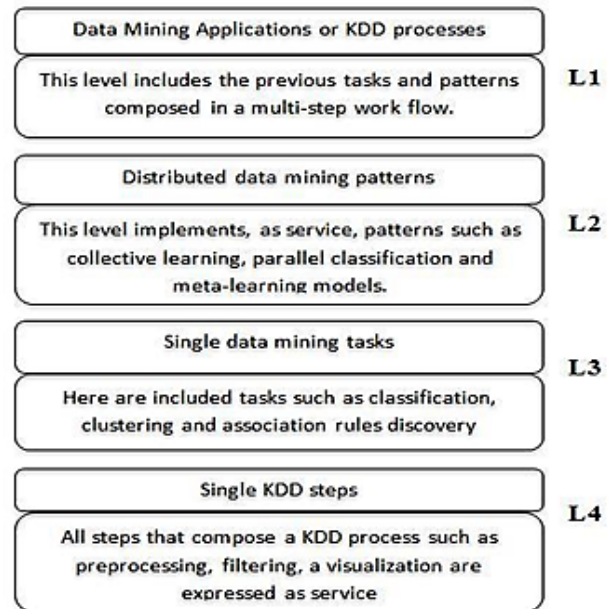 Data Mining Applications or KDD processes
L1
This level includes the previous tasks and patterns
composed in a multi-step work flow.
Distributed data mining patterns
L2
This level implements, as service, patterns such as
collective learning, parallel classification and
meta-learning models.
Single data mining tasks
L3
Here are included tasks such as classification,
clustering and association rules discovery
Single KDD steps
L4
All steps that compose a KDD process such as
preprocessing, filtering, a visualization are
expressed as service